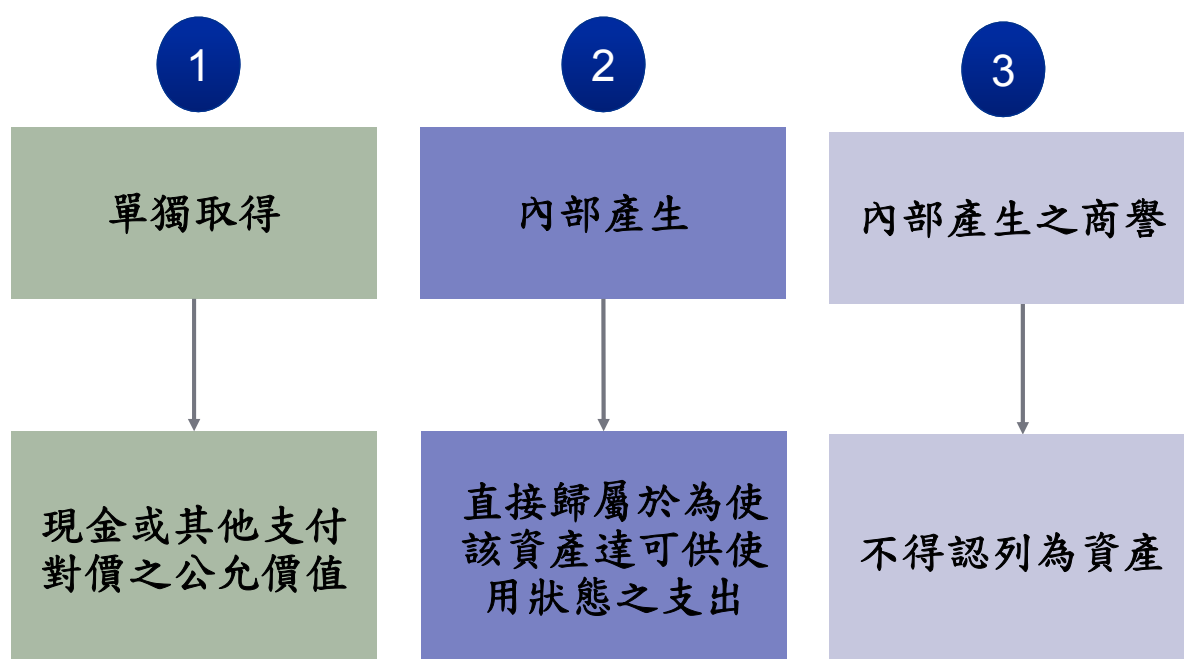 1
2
3
單獨取得
內部產生
內部產生之商譽
現金或其他支付
對價之公允價值
直接歸屬於為使
該資產達可供使
用狀態之支出
不得認列為資產